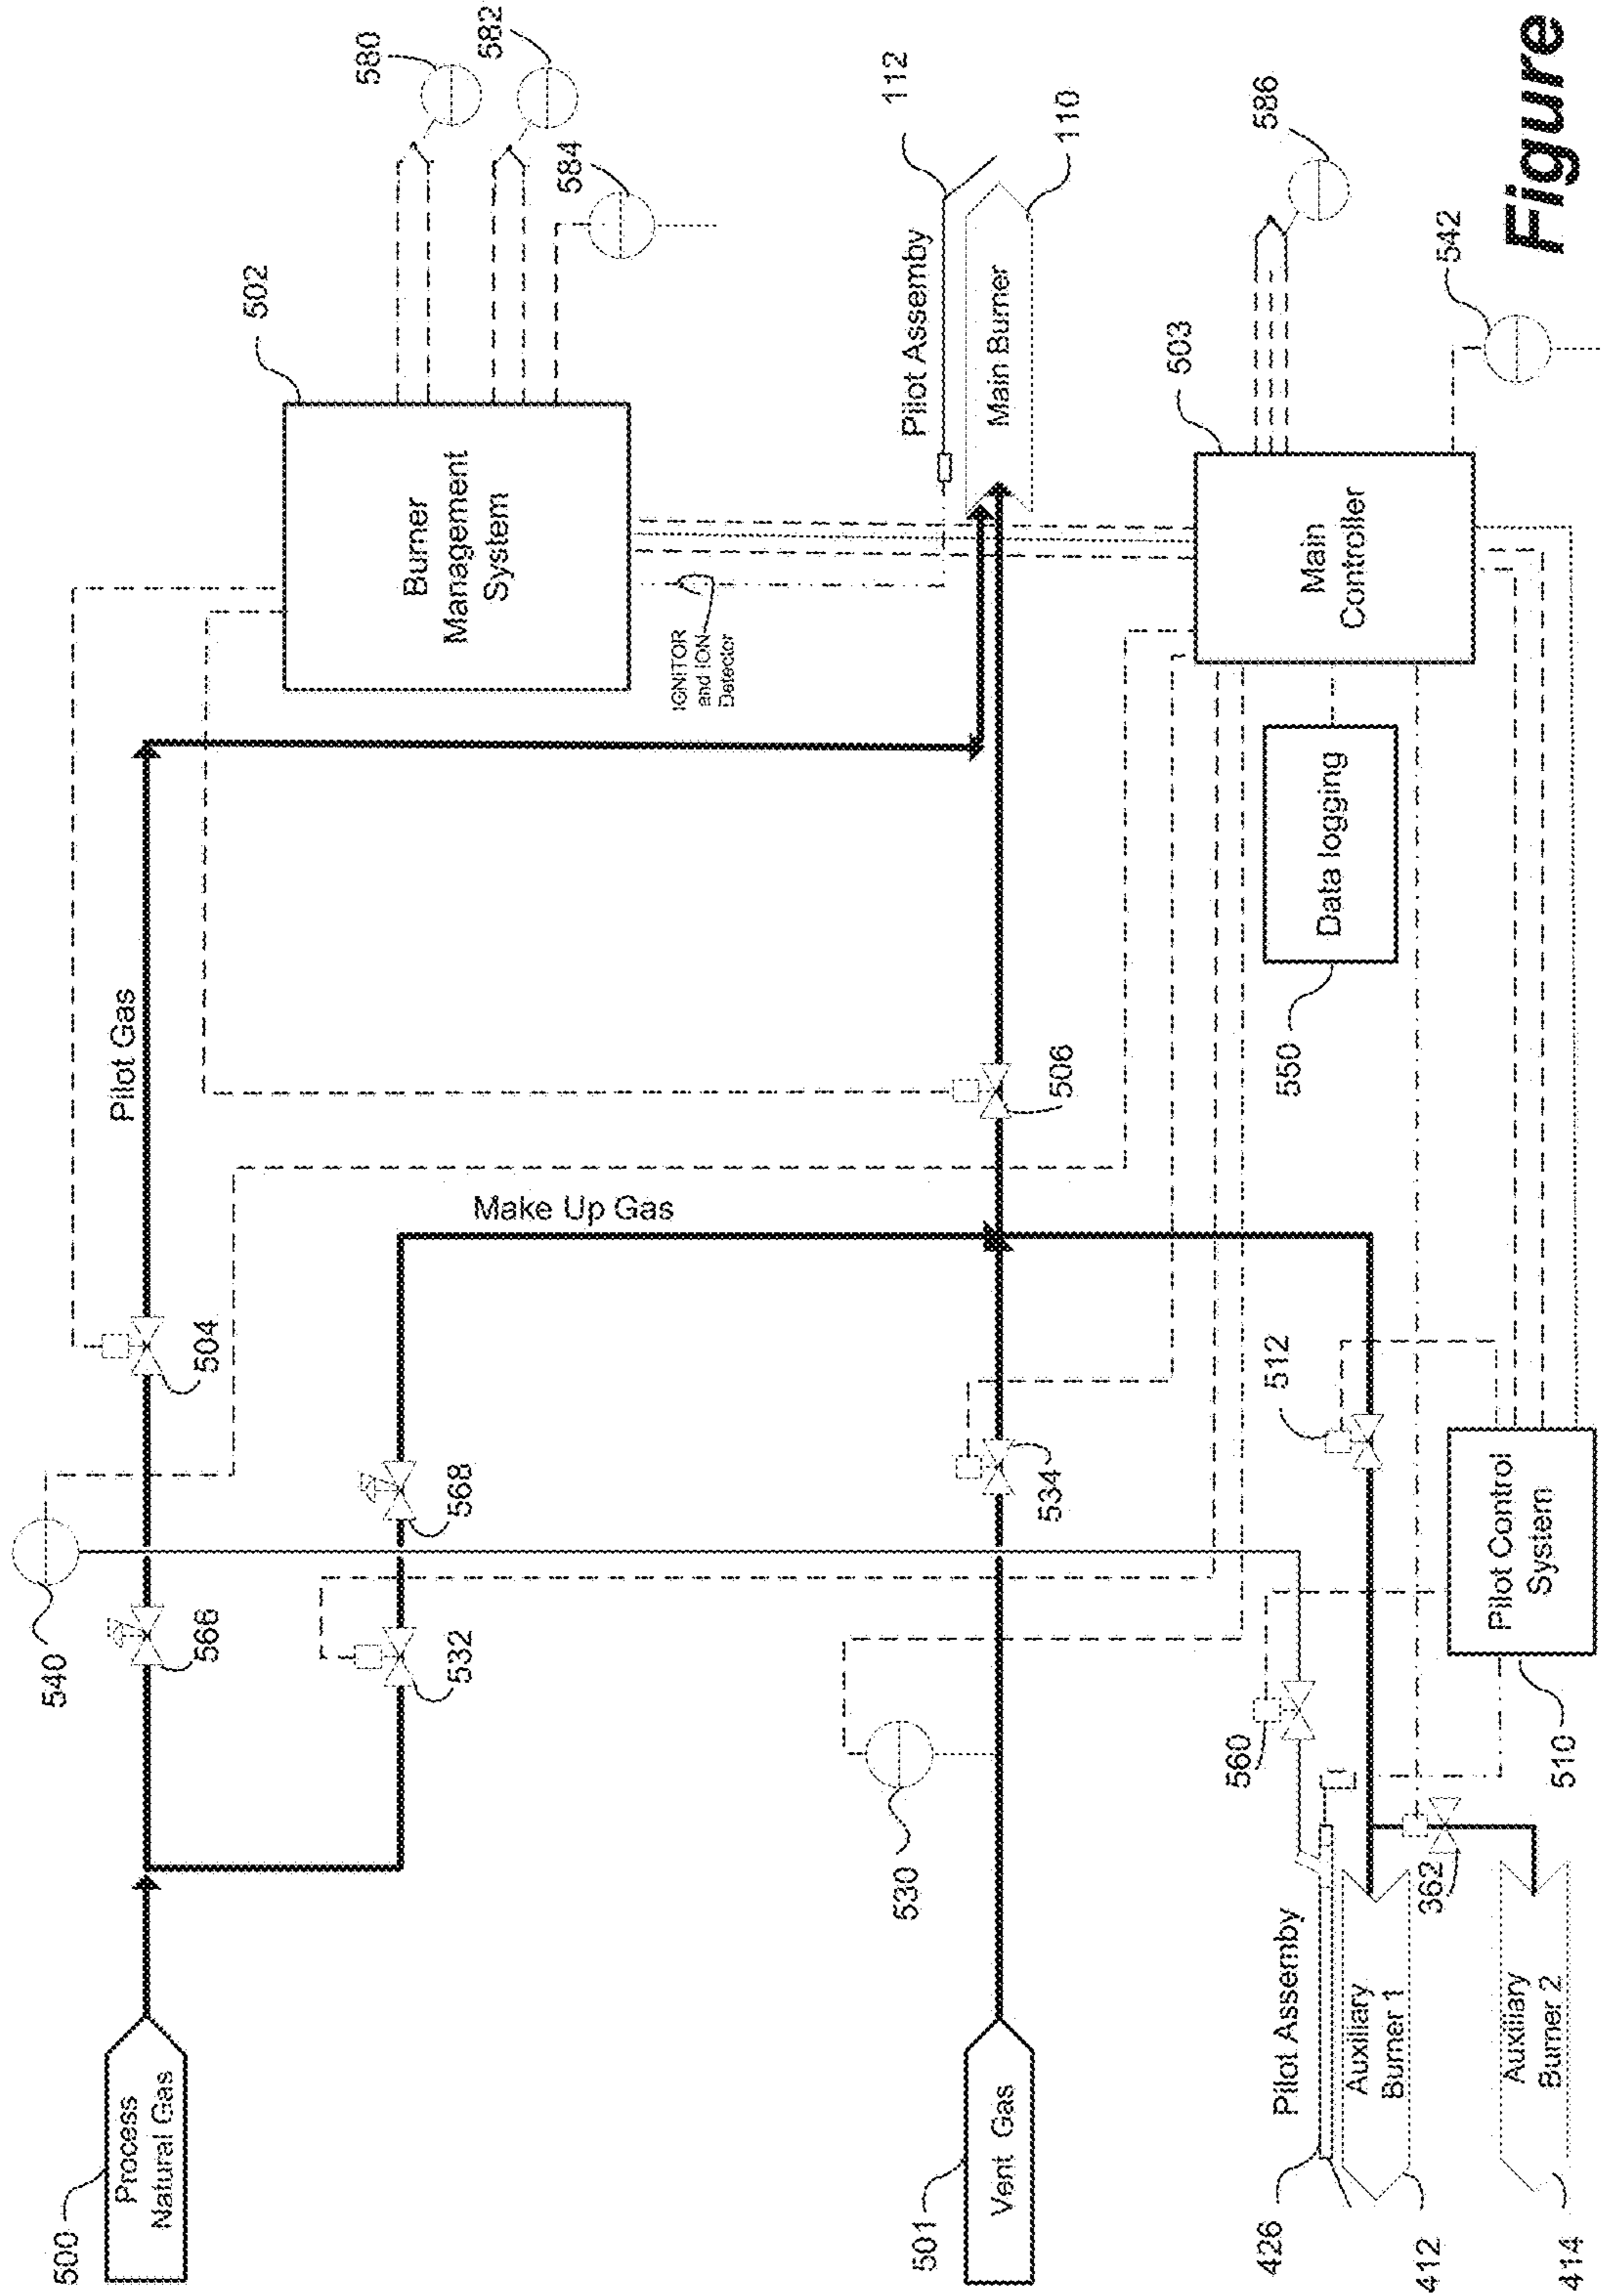 500
Process
Natural Gas
540
566
504
Pilot Gas
502
580
582
584
Burner
Management
System
532
568
Make Up Gas
IGNITOR
and ION
Detector
530
501
Vent Gas
534
506
Pilot Assemby
112
Main Burner
110
503
586
542
Main
Controller
Data logging
550
560
512
426
Pilot Assemby
Auxiliary
Burner 1
412
362
Pilot Control
System
510
Auxiliary
Burner 2
414
Figure